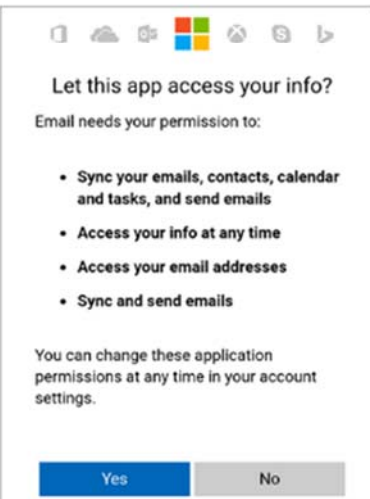 Let this app access your info?
Email needs your permission to:
• Sync your emails, contacts, calendar
and tasks, and send emails
• Access your info at any time
• Access your email addresses
• Sync and send emails
You can change these application
permissions at any time in your account
settings.
Yes
No